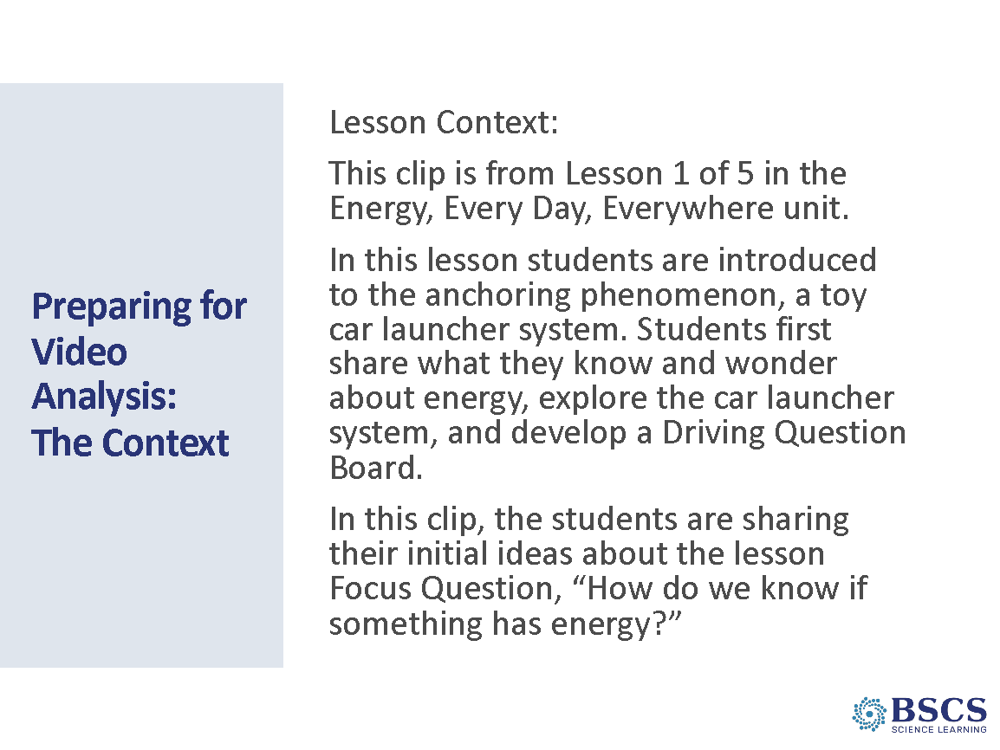 Preparing for
Video
Analysis:
The Context
Lesson Context:
This clip is from Lesson 1 of 5 in the
Energy, Every Day, Everywhere unit.
In this lesson students are introduced
to the anchoring phenomenon, a toy
car launcher system. Students first
share what they know and wonder
about energy, explore the car launcher
system, and develop a Driving Question
Board.
In this clip, the students are sharing
their initial ideas about the lesson
Focus Question, “How do we know if
something has energy?”
BSCS
SCIENCE LEARNING